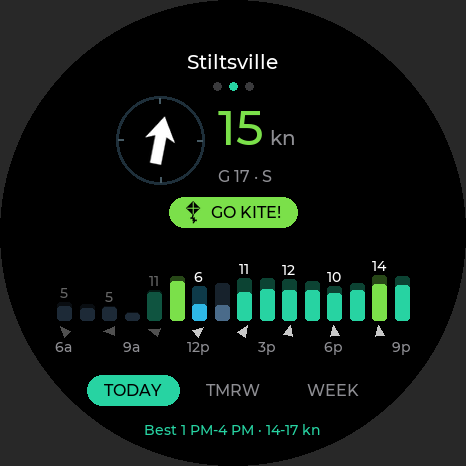 Stiltsville
15 kn
G 17 · S
GO KITE!
5 5 11 6 11 12 10 14
6a 9a 12p 3p 6p 9p
TODAY TMRW WEEK
Best 1 PM-4 PM · 14-17 kn